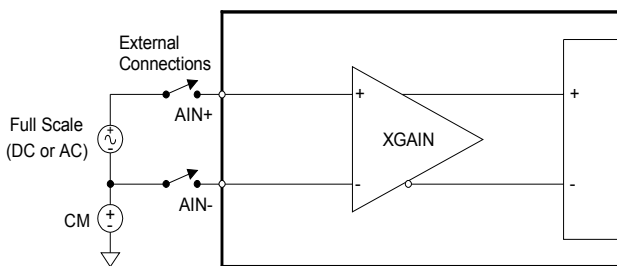 External
Connections
+
+
AIN+
Full Scale
(DC or AC)
+
-
XGAIN
-
-
AIN-
CM
+
-